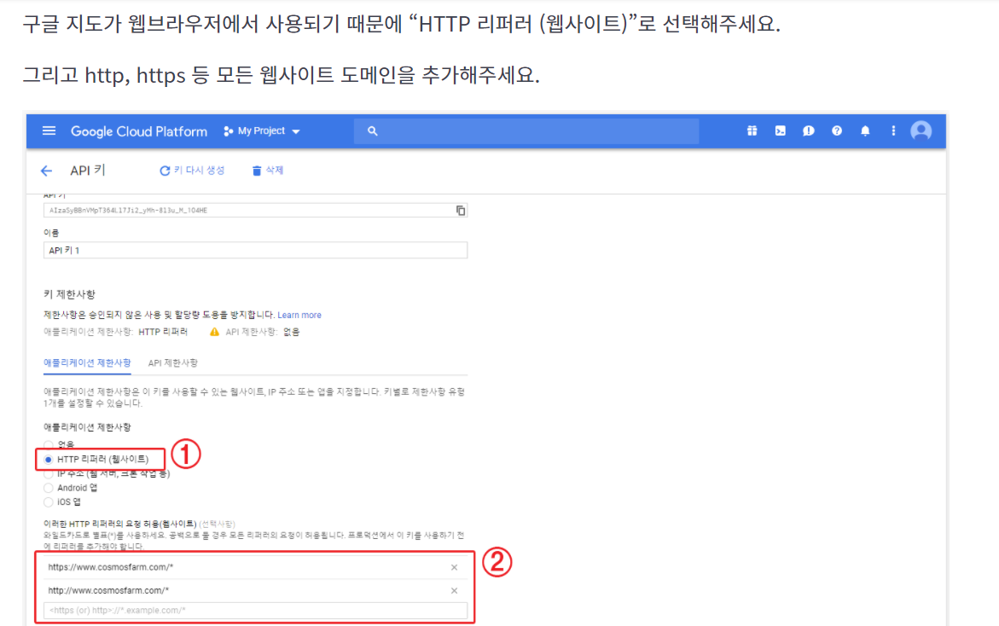 구글 지도가 웹브라우저에서 사용되기 때문에 “HTTP 리퍼러 (웹사이트)”로 선택해주세요.
그리고 http, https 등 모든 웹사이트 도메인을 추가해주세요.
Google Cloud Platform My Project
API 키 키 다시 생성 삭제
API 키
이름
API 키 1
키 제한사항
제한사항은 승인되지 않은 사용 및 할당량 도용을 방지합니다. Learn more
애플리케이션 제한사항: HTTP 리퍼러 API 제한사항: 없음
애플리케이션 제한사항 API 제한사항
애플리케이션 제한사항은 이 키를 사용할 수 있는 웹사이트, IP 주소 또는 앱을 지정합니다. 키별로 제한사항 유형
1개를 설정할 수 있습니다.
애플리케이션 제한사항
없음
HTTP 리퍼러 (웹사이트) ①
IP 주소 (웹 서버, 크론 작업 등)
Android 앱
iOS 앱
이러한 HTTP 리퍼러의 요청 허용(웹사이트) (선택사항)
와일드카드로 별표(*)를 사용하세요. 공백으로 둘 경우 모든 리퍼러의 요청이 허용됩니다. 프로덕션에서 이 키를 사용하기 전
에 리퍼러를 추가해야 합니다.
https://www.cosmosfarm.com/* ②
http://www.cosmosfarm.com/*
<https (or) http>://*.example.com/*